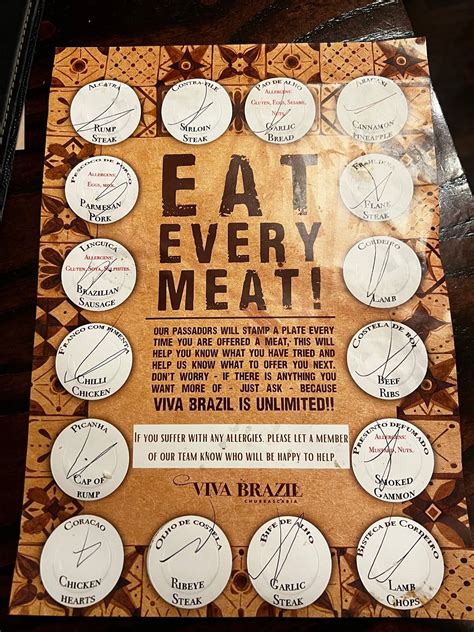 ALCATRA
RUMP
STEAK
CONTRA-FILE
SIRLOIN
STEAK
PAO DE ALHO
ALLERGENS:
GLUTEN, EGGS, SESAME,
NUTS.
GARLIC
BREAD
CINNAMON
PINEAPPLE
ALLERGENS:
EGGS, MILK.
PARMESAN
PORK
FLANK
STEAK
LINGUICA
ALLERGENS:
GLUTEN, SOYA, SULPHITES.
BRAZILIAN
SAUSAGE
CORDEIRO
LAMB
FRANGO COM PIMENTA
CHILLI
CHICKEN
COSTELA DE BOI
BEEF
RIBS
PICANHA
CAP OF
RUMP
PRESUNTO DEFUMADO
ALLERGENS:
MUSTARD, NUTS.
SMOKED
GAMMON
CORACAO
CHICKEN
HEARTS
OLHO DE COSTELA
RIBEYE
STEAK
BIFE DE ALHO
GARLIC
STEAK
BISTECA DE CORDEIRO
LAMB
CHOPS
EAT
EVERY
MEAT!
OUR PASSADORS WILL STAMP A PLATE EVERY
TIME YOU ARE OFFERED A MEAT, THIS WILL
HELP YOU KNOW WHAT YOU HAVE TRIED AND
HELP US KNOW WHAT TO OFFER YOU NEXT.
DON'T WORRY - IF THERE IS ANYTHING YOU
WANT MORE OF - JUST ASK - BECAUSE
VIVA BRAZIL IS UNLIMITED!!
IF YOU SUFFER WITH ANY ALLERGIES, PLEASE LET A MEMBER
OF OUR TEAM KNOW WHO WILL BE HAPPY TO HELP
VIVA BRAZIL
CHURRASCARIA